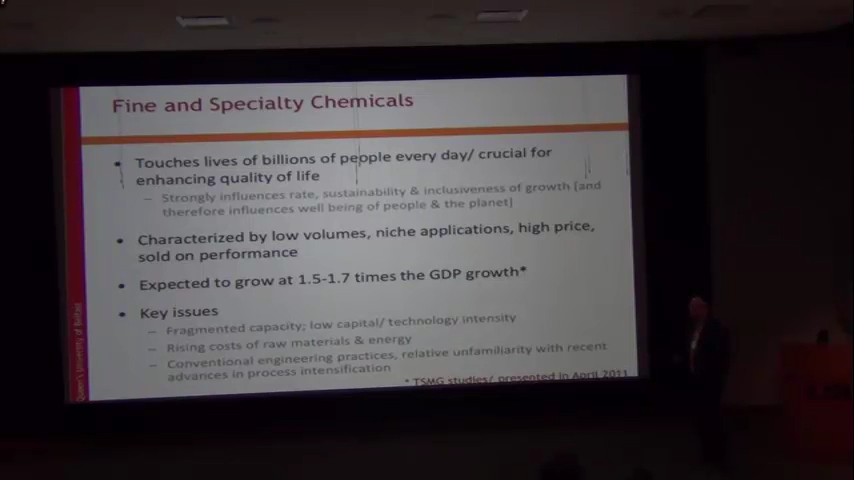 Fine and Specialty Chemicals
• Touches lives of billions of people every day/ crucial for
enhancing quality of life
– Strongly influences rate, sustainability & inclusiveness of growth (and
therefore influences well being of people & the planet)
• Characterized by low volumes, niche applications, high price,
sold on performance
• Expected to grow at 1.5-1.7 times the GDP growth*
• Key issues
– Fragmented capacity; low capital/ technology intensity
– Rising costs of raw materials & energy
– Conventional engineering practices, relative unfamiliarity with recent
advances in process intensification
* TSMG studies/ presented in April 2011
Queen's University of Belfast